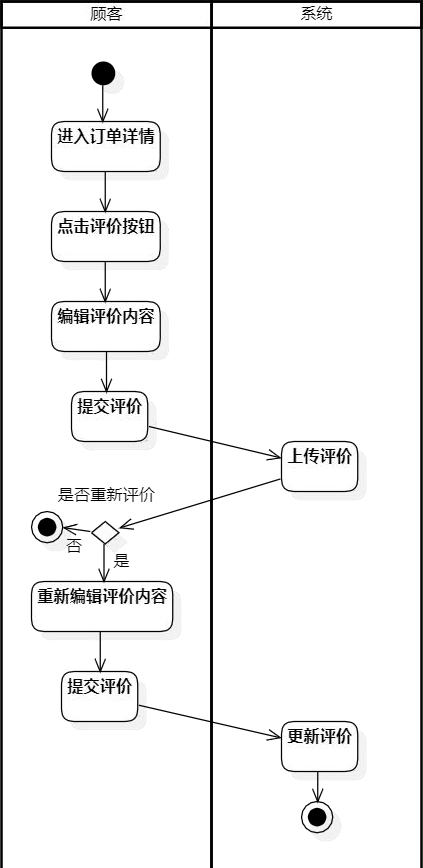 顾客
系统
进入订单详情
点击评价按钮
编辑评价内容
提交评价
上传评价
是否重新评价
否
是
重新编辑评价内容
提交评价
更新评价